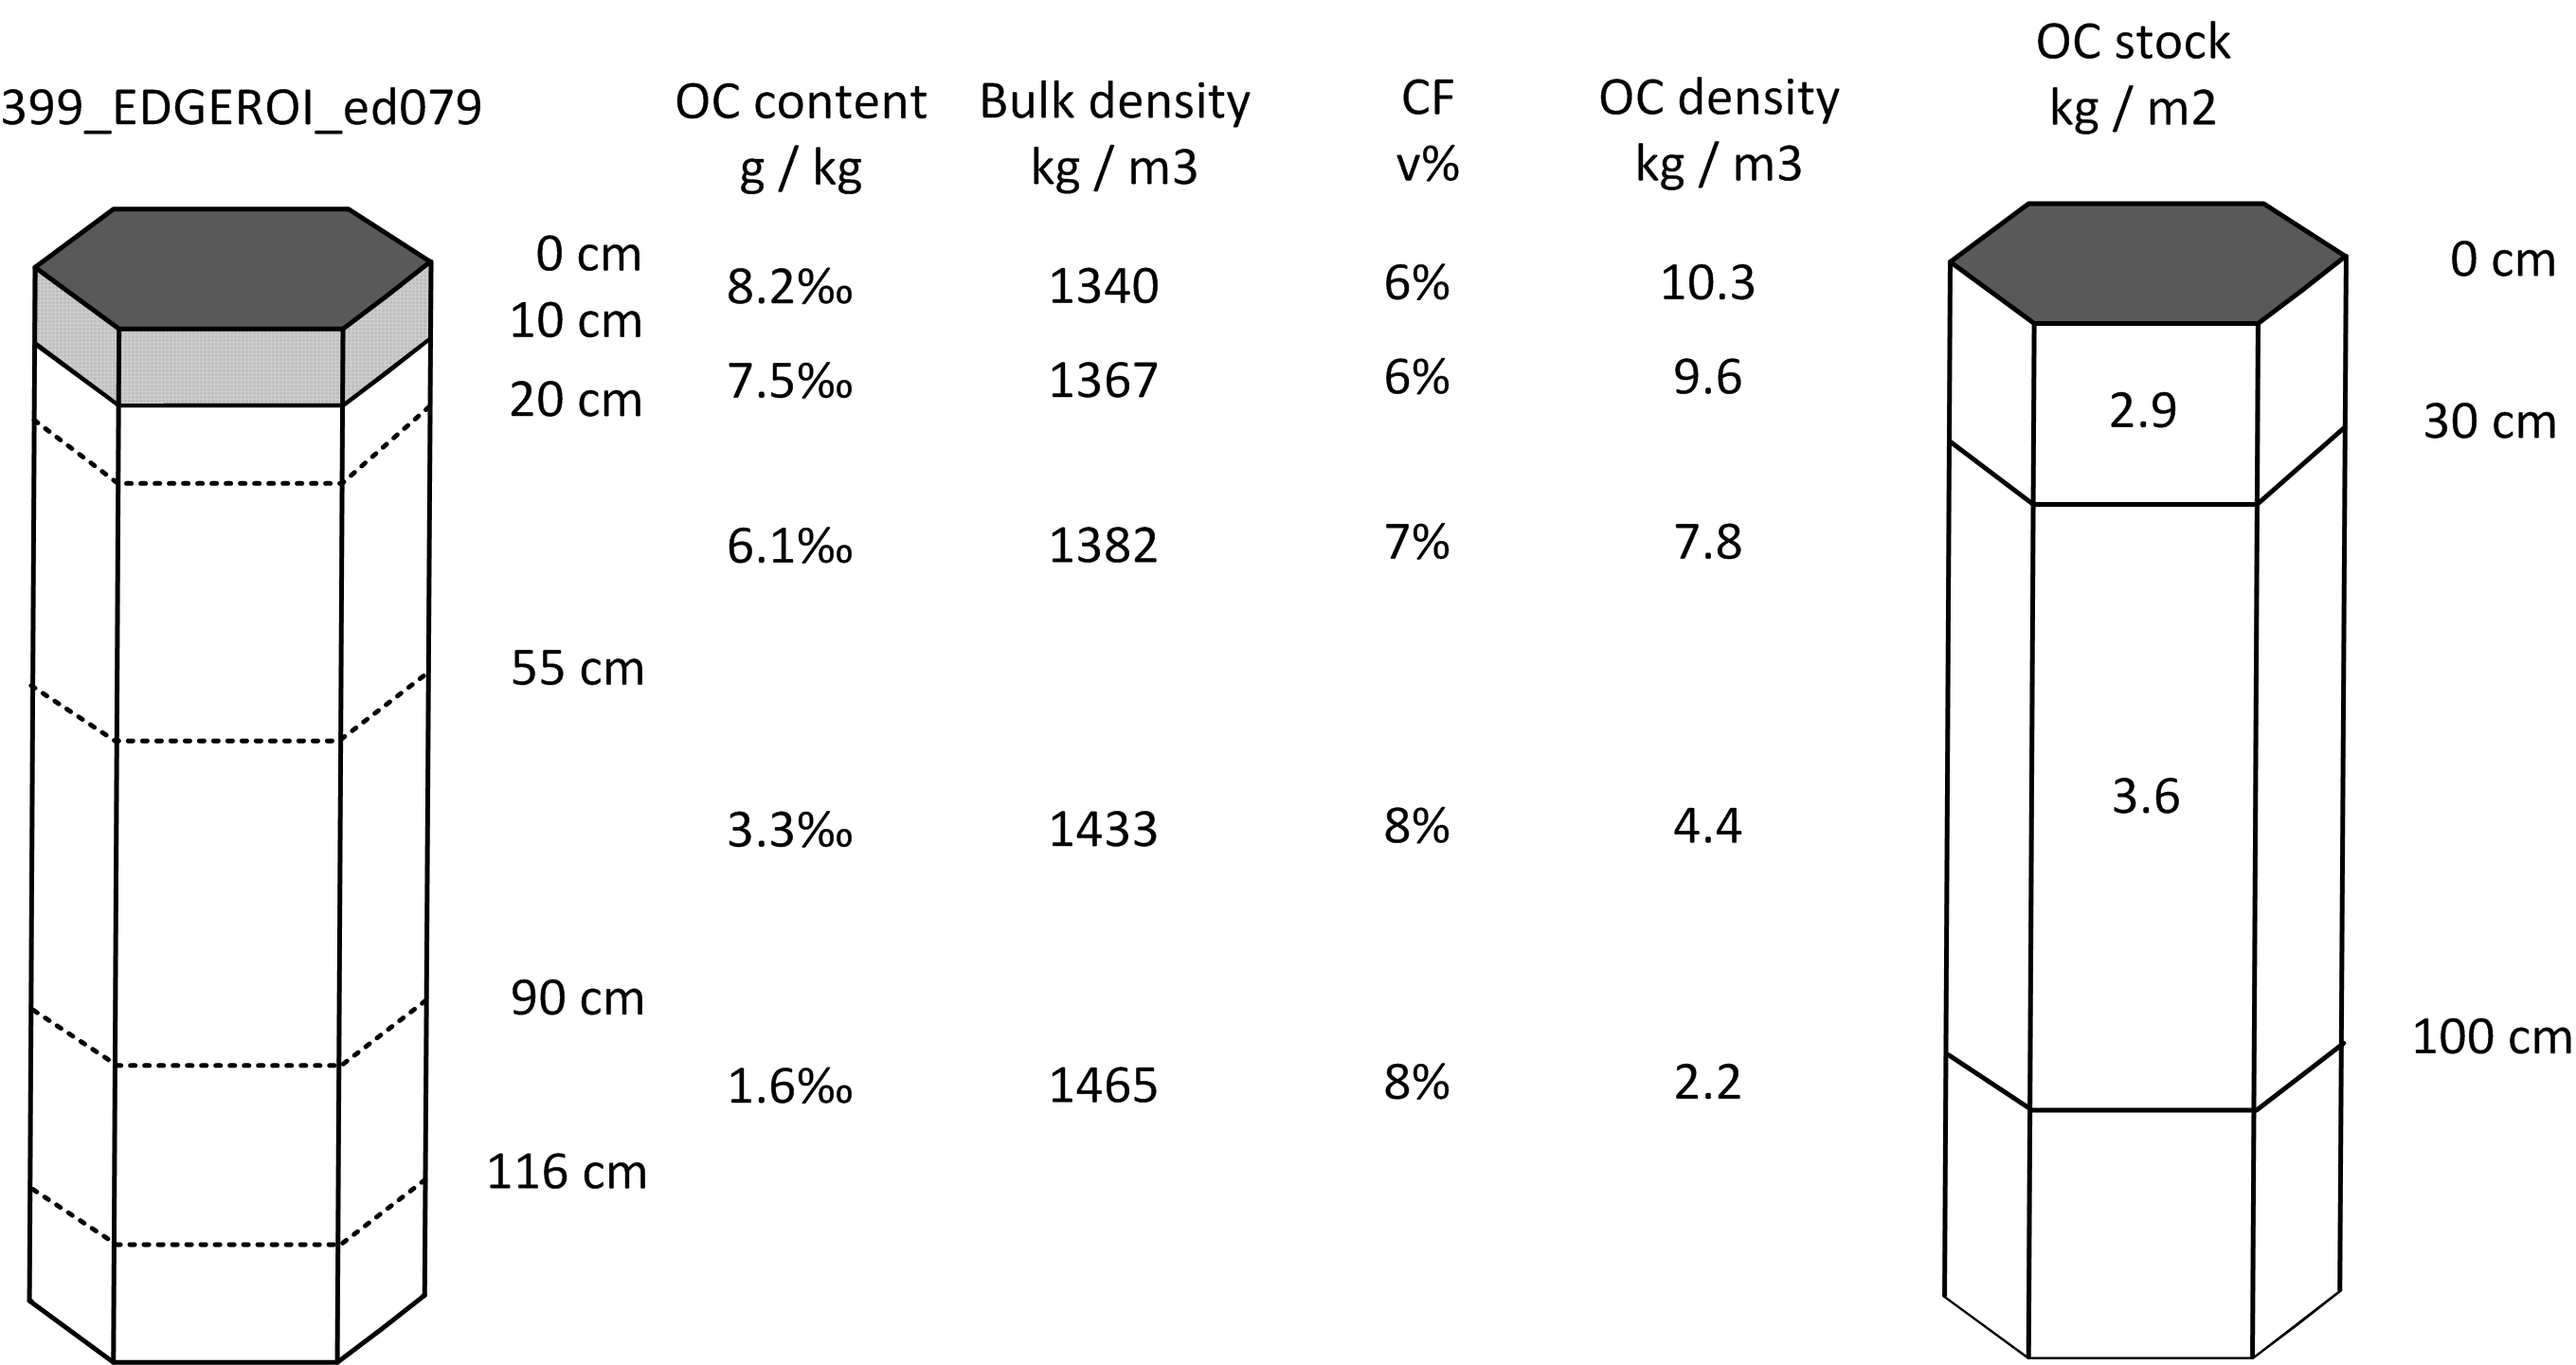 399_EDGEROI_ed079
OC content
g / kg
Bulk density
kg / m3
CF
v%
OC density
kg / m3
OC stock
kg / m2
0 cm
8.2‰ 1340 6% 10.3
10 cm
7.5‰ 1367 6% 9.6
20 cm
6.1‰ 1382 7% 7.8
55 cm
3.3‰ 1433 8% 4.4
90 cm
1.6‰ 1465 8% 2.2
116 cm
0 cm
2.9
30 cm
3.6
100 cm